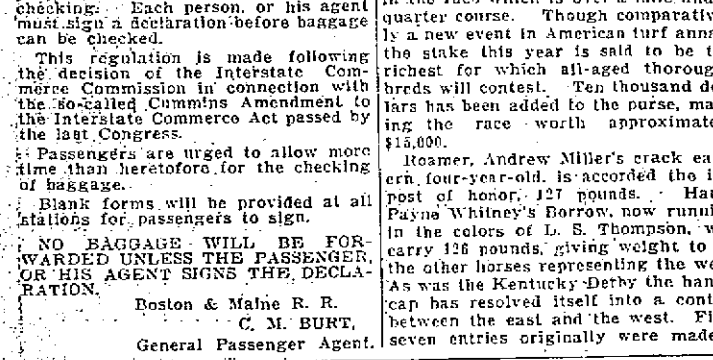 checking. Each person, or his agent
must sign a declaration before baggage
can be checked.
This regulation is made following
the decision of the Interstate Com-
merce Commission in connection with
the so-called Cummins Amendment to
the Interstate Commerce Act passed by
the last Congress.
Passengers are urged to allow more
time than heretofore for the checking
of baggage.
Blank forms will be provided at all
stations for passengers to sign.
NO BAGGAGE WILL BE FOR-
WARDED UNLESS THE PASSENGER,
OR HIS AGENT SIGNS THE DECLA-
RATION.
Boston & Maine R. R.
C. M. BURT,
General Passenger Agent.
quarter course. Though comparativ
ly a new event in American turf anna
the stake this year is said to be t
richest for which all-aged thoroug
breds will contest. Ten thousand d
lars has been added to the purse, ma
ing the race worth approximate
$15,000.
Roamer, Andrew Miller's crack ea
ern four-year-old, is accorded the i
post of honor, 127 pounds. Har
Payne Whitney's Borrow, now runni
in the colors of L. S. Thompson, w
carry 126 pounds, giving weight to
the other horses representing the we
As was the Kentucky Derby the han
cap has resolved itself into a cont
between the east and the west. Fi
seven entries originally were made